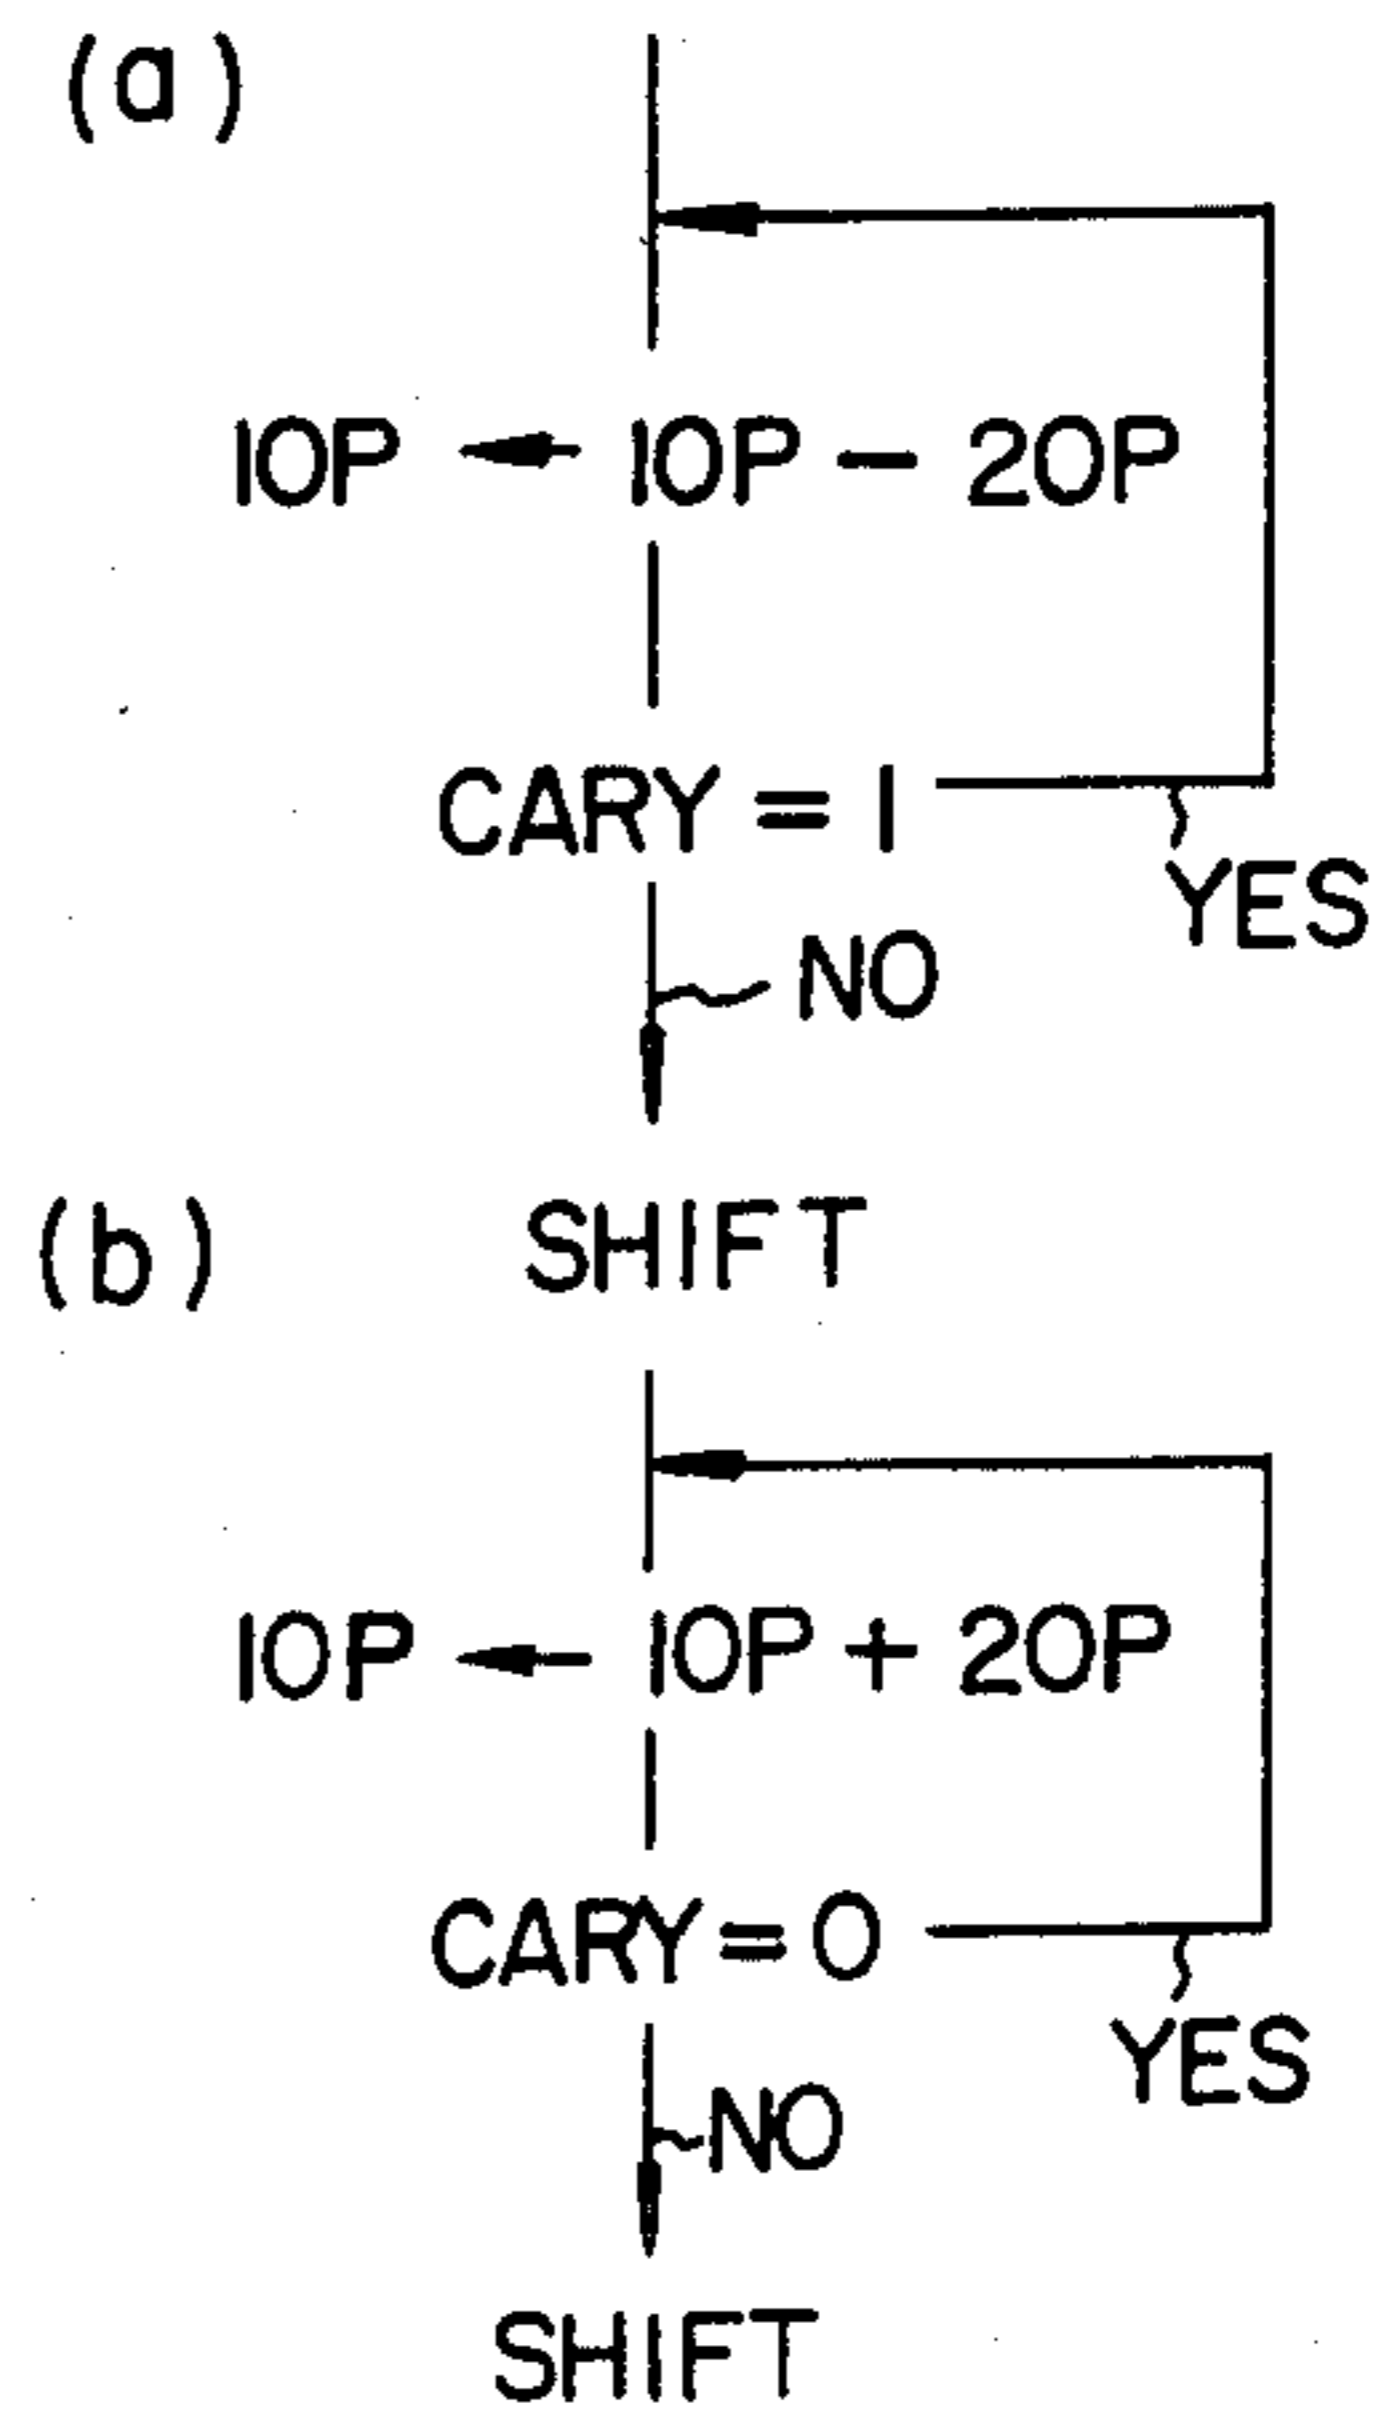 (a)
1OP ← 1OP − 2OP
CARY = 1
YES
NO
(b) SHIFT
1OP ← 1OP + 2OP
CARY = 0
YES
NO
SHIFT